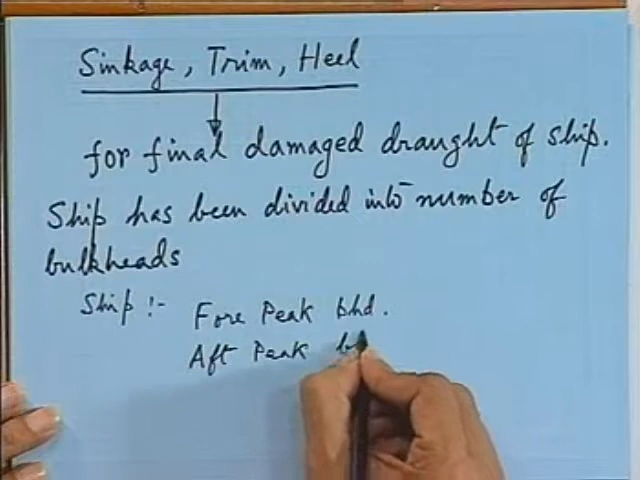 Sinkage, Trim, Heel
for final damaged draught of ship.
Ship has been divided into number of
bulkheads
Ship :- Fore Peak bhd.
Aft Peak b